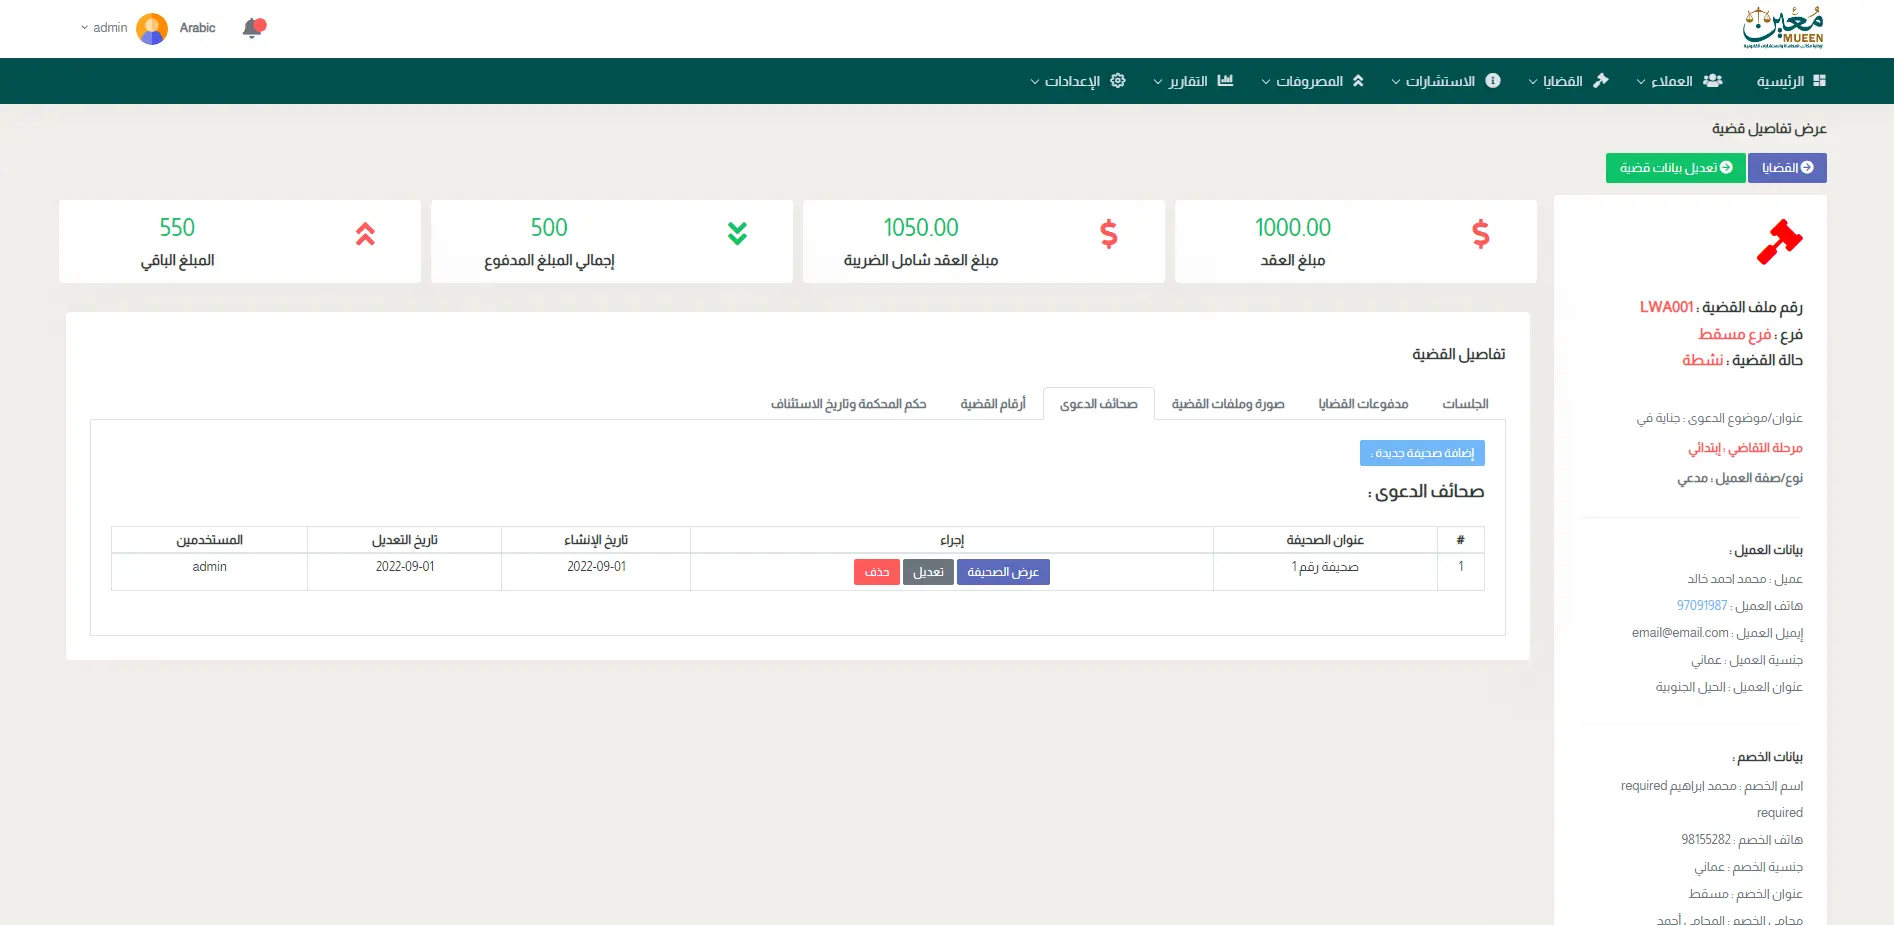 مُعين
MUEEN
Arabic
admin
الرئيسية
العملاء
القضايا
الاستشارات
المصروفات
التقارير
الإعدادات
عرض تفاصيل قضية
القضايا
تعديل بيانات قضية
رقم ملف القضية : LWA001
فرع : فرع مسقط
حالة القضية : نشطة
عنوان/موضوع الدعوى : جناية في
مرحلة التقاضي : إبتدائي
نوع/صفة العميل : مدعي
بيانات العميل :
عميل : محمد احمد خالد
هاتف العميل : 97091987
إيميل العميل : email@email.com
جنسية العميل : عماني
عنوان العميل : الحيل الجنوبية
بيانات الخصم :
اسم الخصم : محمد ابراهيم required
required
هاتف الخصم : 98155282
جنسية الخصم : عماني
عنوان الخصم : مسقط
محامي الخصم : المحامي أحمد
1000.00
مبلغ العقد
1050.00
مبلغ العقد شامل الضريبة
500
إجمالي المبلغ المدفوع
550
المبلغ الباقي
تفاصيل القضية
الجلسات
مدفوعات القضايا
صورة وملفات القضية
صحائف الدعوى
أرقام القضية
حكم المحكمة وتاريخ الاستئناف
إضافة صحيفة جديدة :
صحائف الدعوى :
# عنوان الصحيفة إجراء تاريخ الإنشاء تاريخ التعديل المستخدمين
1 صحيفة رقم 1 عرض الصحيفة تعديل حذف 2022-09-01 2022-09-01 admin